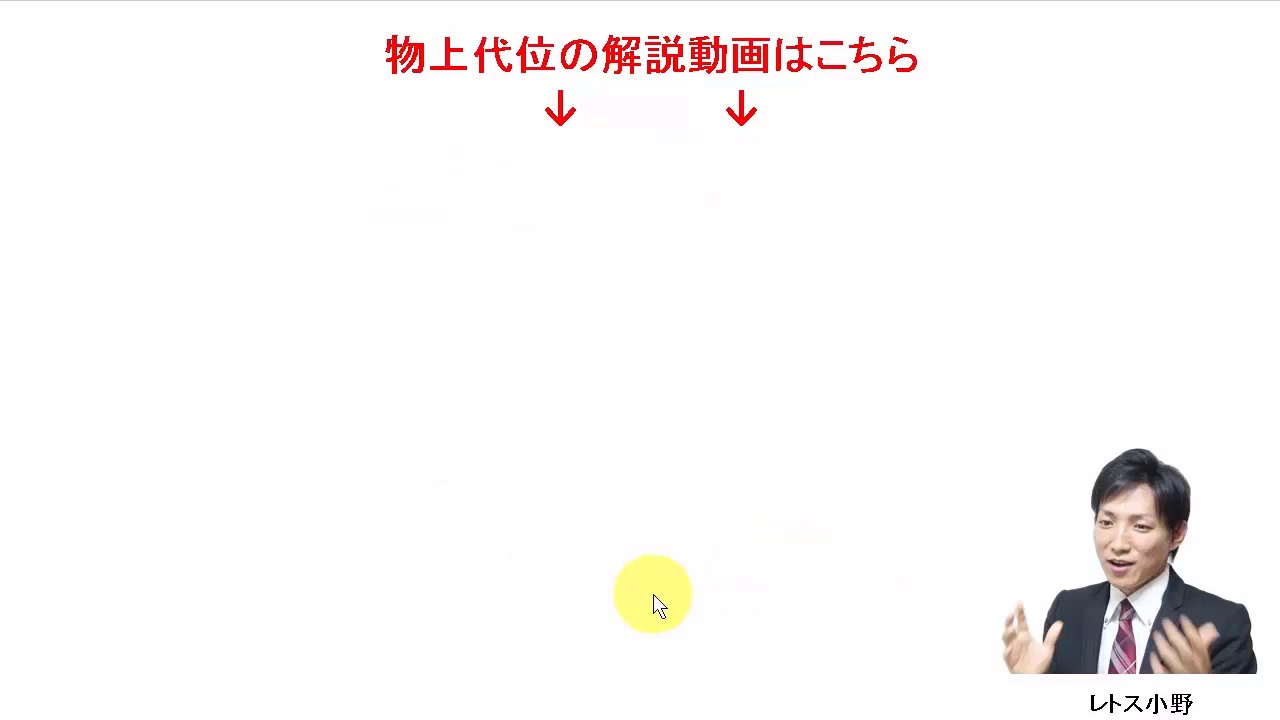 物上代位の解説動画はこちら
↓ ↓
レトス小野